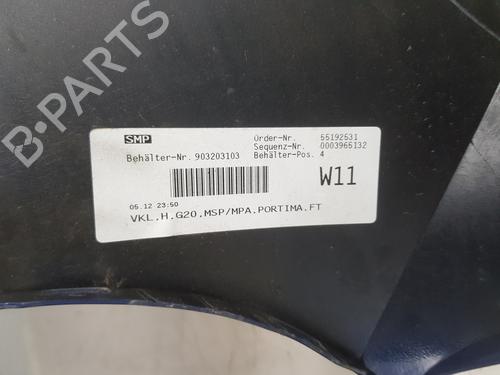 SMP
Order-Nr. 55192531
Sequenz-Nr. 0003966132
Behälter-Nr. 903203103 Behälter-Pos. 4
W11
05.12 23:50
VKL.H.G20.MSP/MPA.PORTIMA.FT
B-PARTS